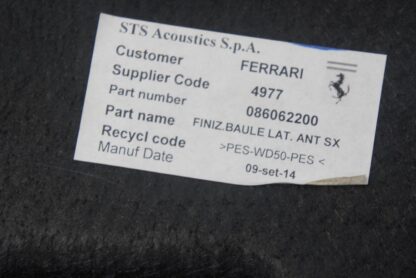 STS Acoustics S.p.A.
Customer FERRARI
Supplier Code 4977
Part number 086062200
Part name FINIZ.BAULE LAT. ANT SX
Recycl code >PES-WD50-PES <
Manuf Date 09-set-14